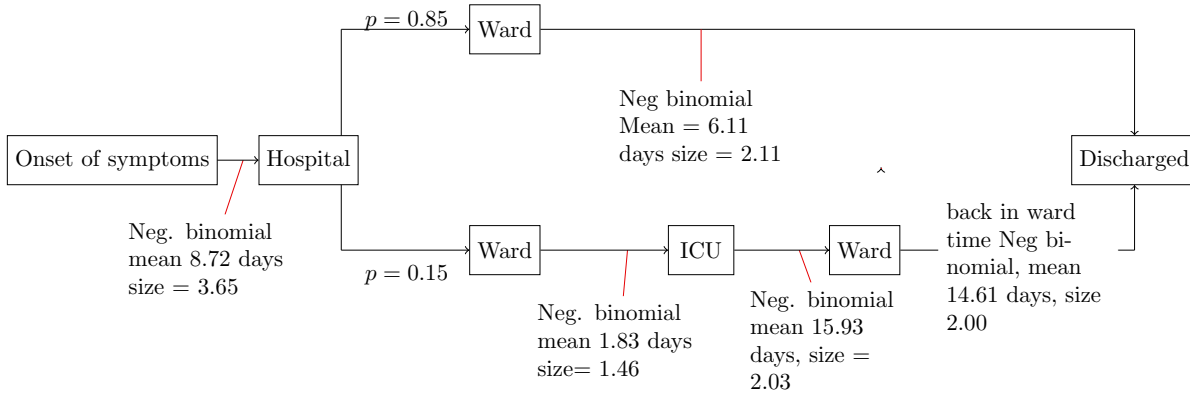 p = 0.85
Ward
Neg binomial
Mean = 6.11
days size = 2.11
Onset of symptoms
Hospital
Discharged
Neg. binomial
mean 8.72 days
size = 3.65
p = 0.15
Ward
ICU
Ward
back in ward
time Neg bi-
nomial, mean
14.61 days, size
2.00
Neg. binomial
mean 1.83 days
size= 1.46
Neg. binomial
mean 15.93
days, size =
2.03